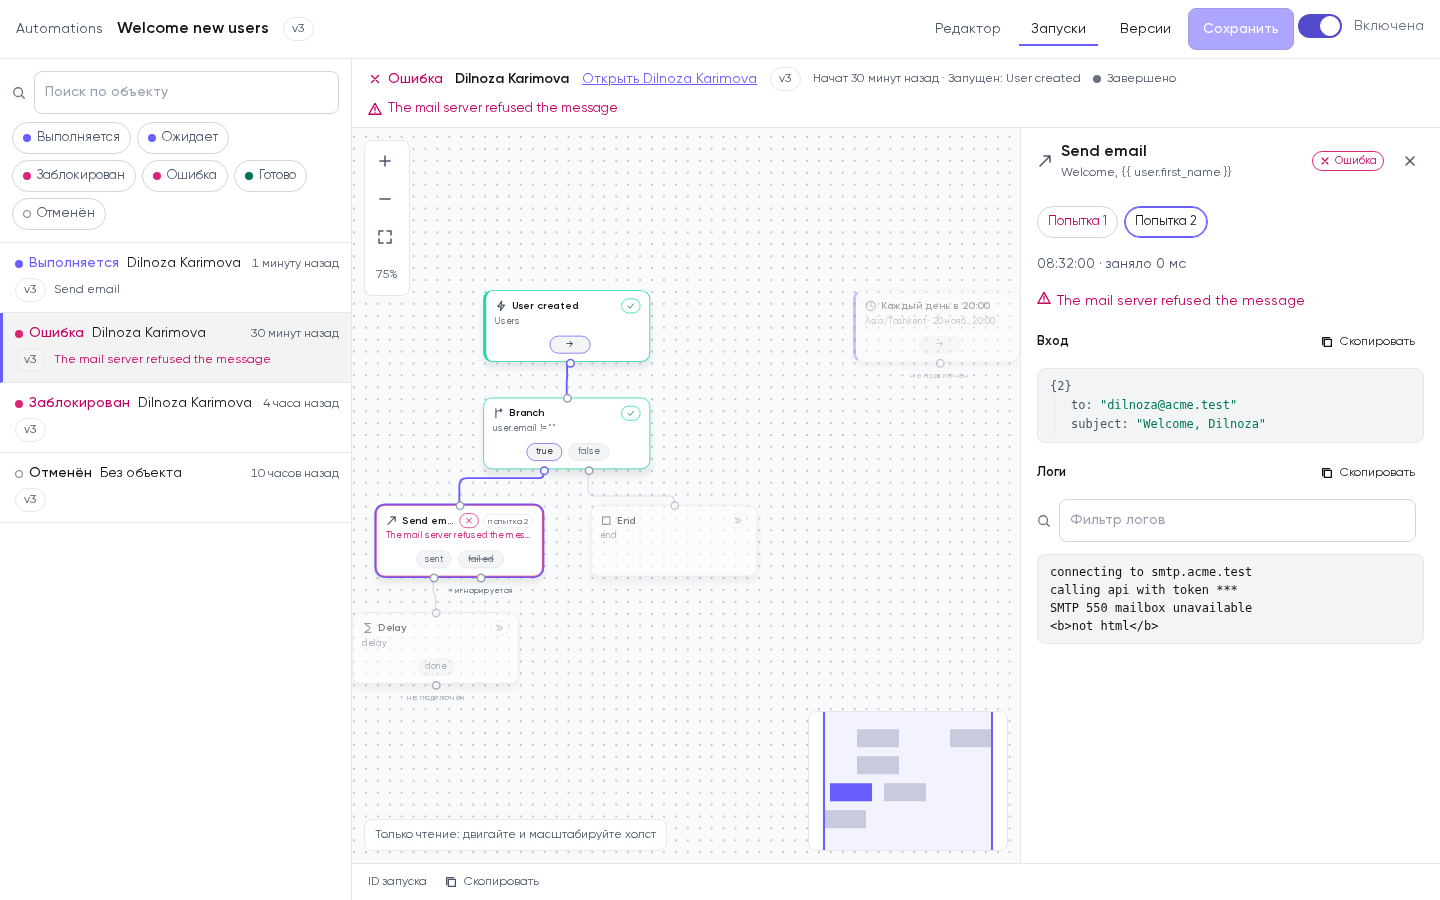 Automations Welcome new users v3 Редактор Запуски Версии Сохранить Включена
Поиск по объекту
Выполняется Ожидает
Заблокирован Ошибка Готово
Отменён
Выполняется Dilnoza Karimova 1 минуту назад
v3 Send email
Ошибка Dilnoza Karimova 30 минут назад
v3 The mail server refused the message
Заблокирован Dilnoza Karimova 4 часа назад
v3
Отменён Без объекта 10 часов назад
v3
Ошибка Dilnoza Karimova Открыть Dilnoza Karimova v3 Начат 30 минут назад · Запущен: User created Завершено
The mail server refused the message
75%
User created
Users
→
Каждый день в 20:00
Asia/Tashkent · 20 нояб., 20:00
→
не подключён
Branch
user.email != ""
true false
Send em… попытка 2
The mail server refused the mes…
sent failed
игнорируется
End
end
Delay
delay
done
не подключён
Только чтение: двигайте и масштабируйте холст
Send email
Welcome, {{ user.first_name }}
Ошибка
Попытка 1 Попытка 2
08:32:00 · заняло 0 мс
The mail server refused the message
Вход Скопировать
{2}
to: "dilnoza@acme.test"
subject: "Welcome, Dilnoza"
Логи Скопировать
Фильтр логов
connecting to smtp.acme.test
calling api with token ***
SMTP 550 mailbox unavailable
<b>not html</b>
ID запуска Скопировать